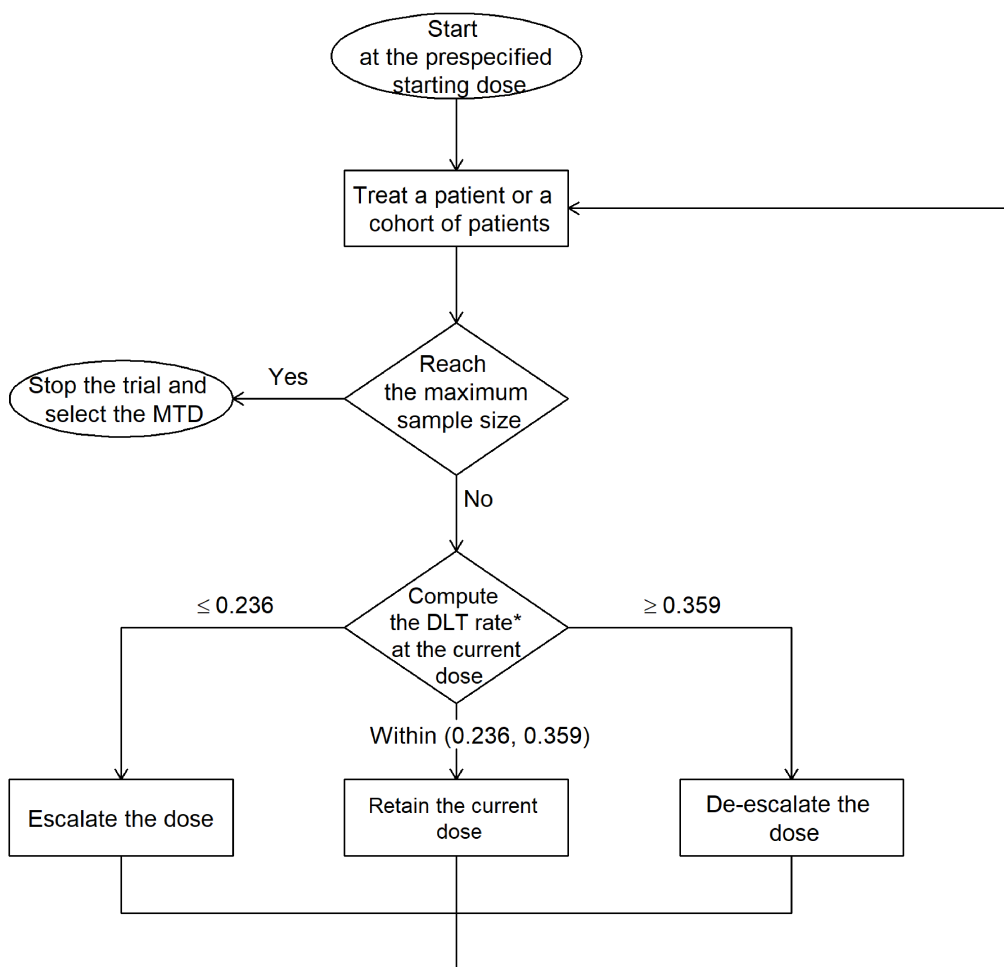 Start
at the prespecified
starting dose
Treat a patient or a
cohort of patients
Reach
the maximum
sample size
Yes
Stop the trial and
select the MTD
No
Compute
the DLT rate*
at the current
dose
≤ 0.236
≥ 0.359
Within (0.236, 0.359)
Escalate the dose
Retain the current
dose
De-escalate the
dose